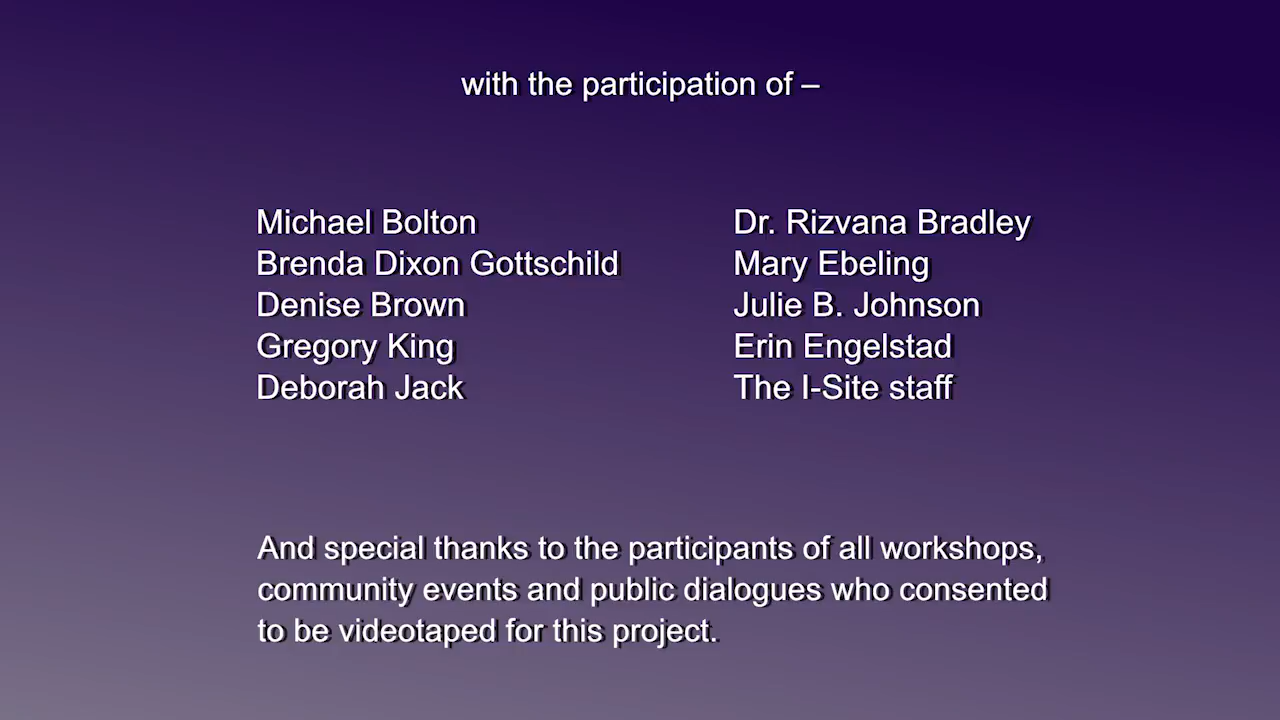 with the participation of –
Michael Bolton
Brenda Dixon Gottschild
Denise Brown
Gregory King
Deborah Jack
Dr. Rizvana Bradley
Mary Ebeling
Julie B. Johnson
Erin Engelstad
The I-Site staff
And special thanks to the participants of all workshops,
community events and public dialogues who consented
to be videotaped for this project.